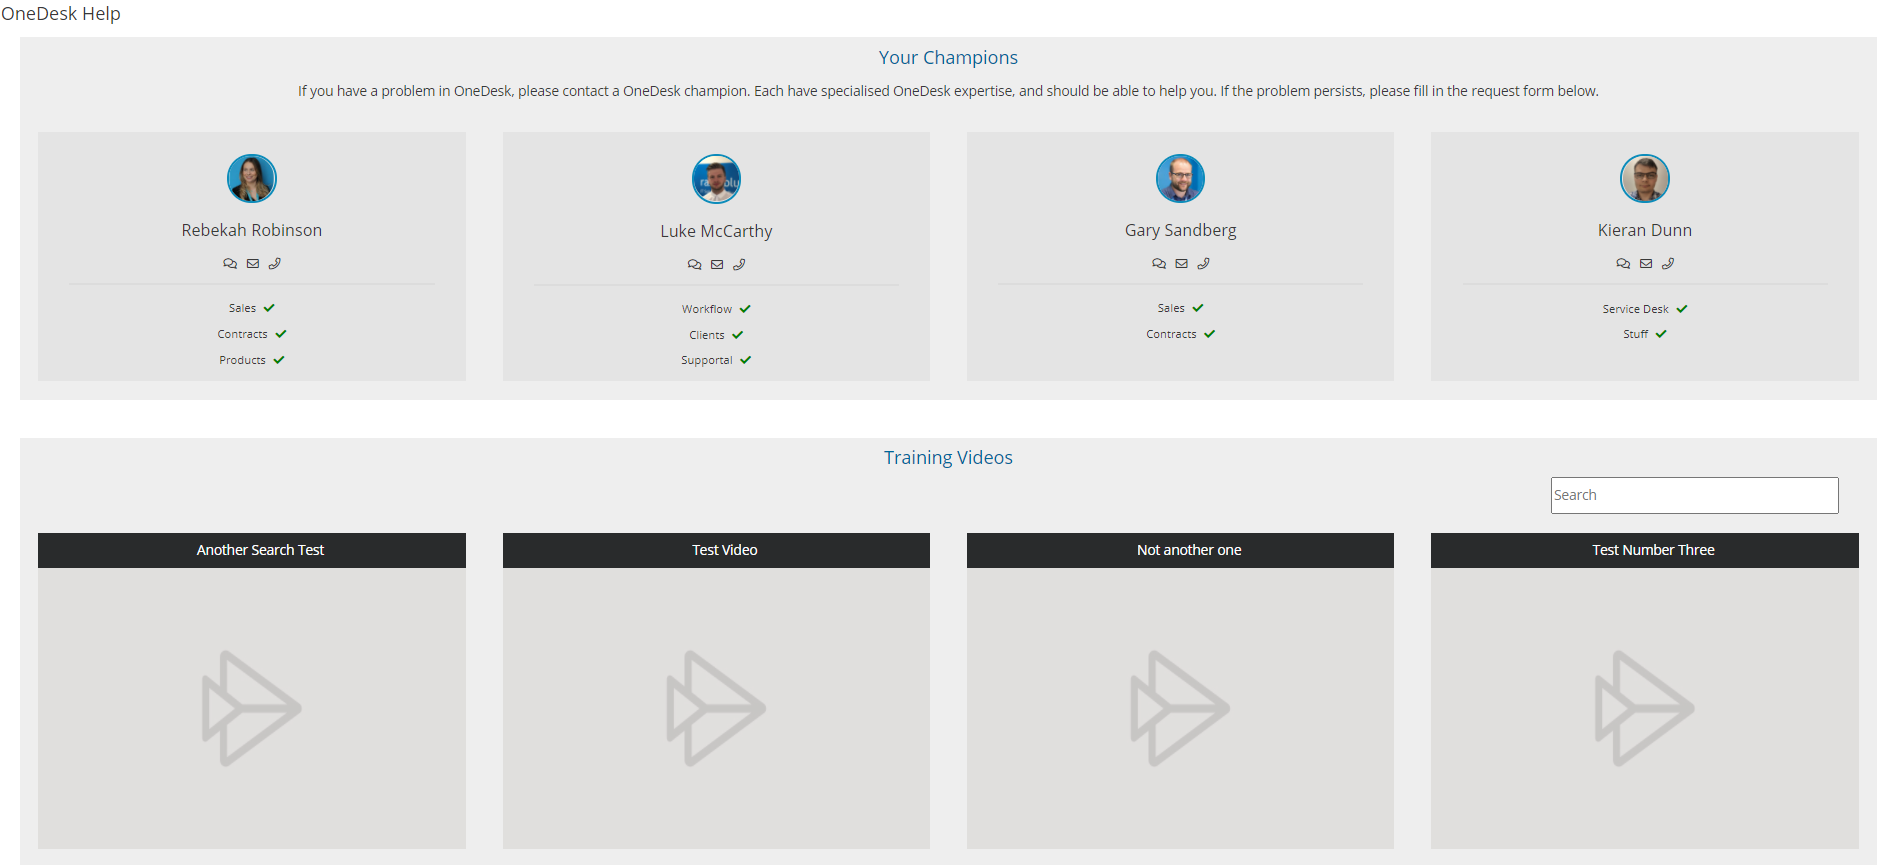 OneDesk Help
Your Champions
If you have a problem in OneDesk, please contact a OneDesk champion. Each have specialised OneDesk expertise, and should be able to help you. If the problem persists, please fill in the request form below.
Rebekah Robinson
Sales
Contracts
Products
Luke McCarthy
Workflow
Clients
Supportal
Gary Sandberg
Sales
Contracts
Kieran Dunn
Service Desk
Stuff
Training Videos
Search
Another Search Test
Test Video
Not another one
Test Number Three